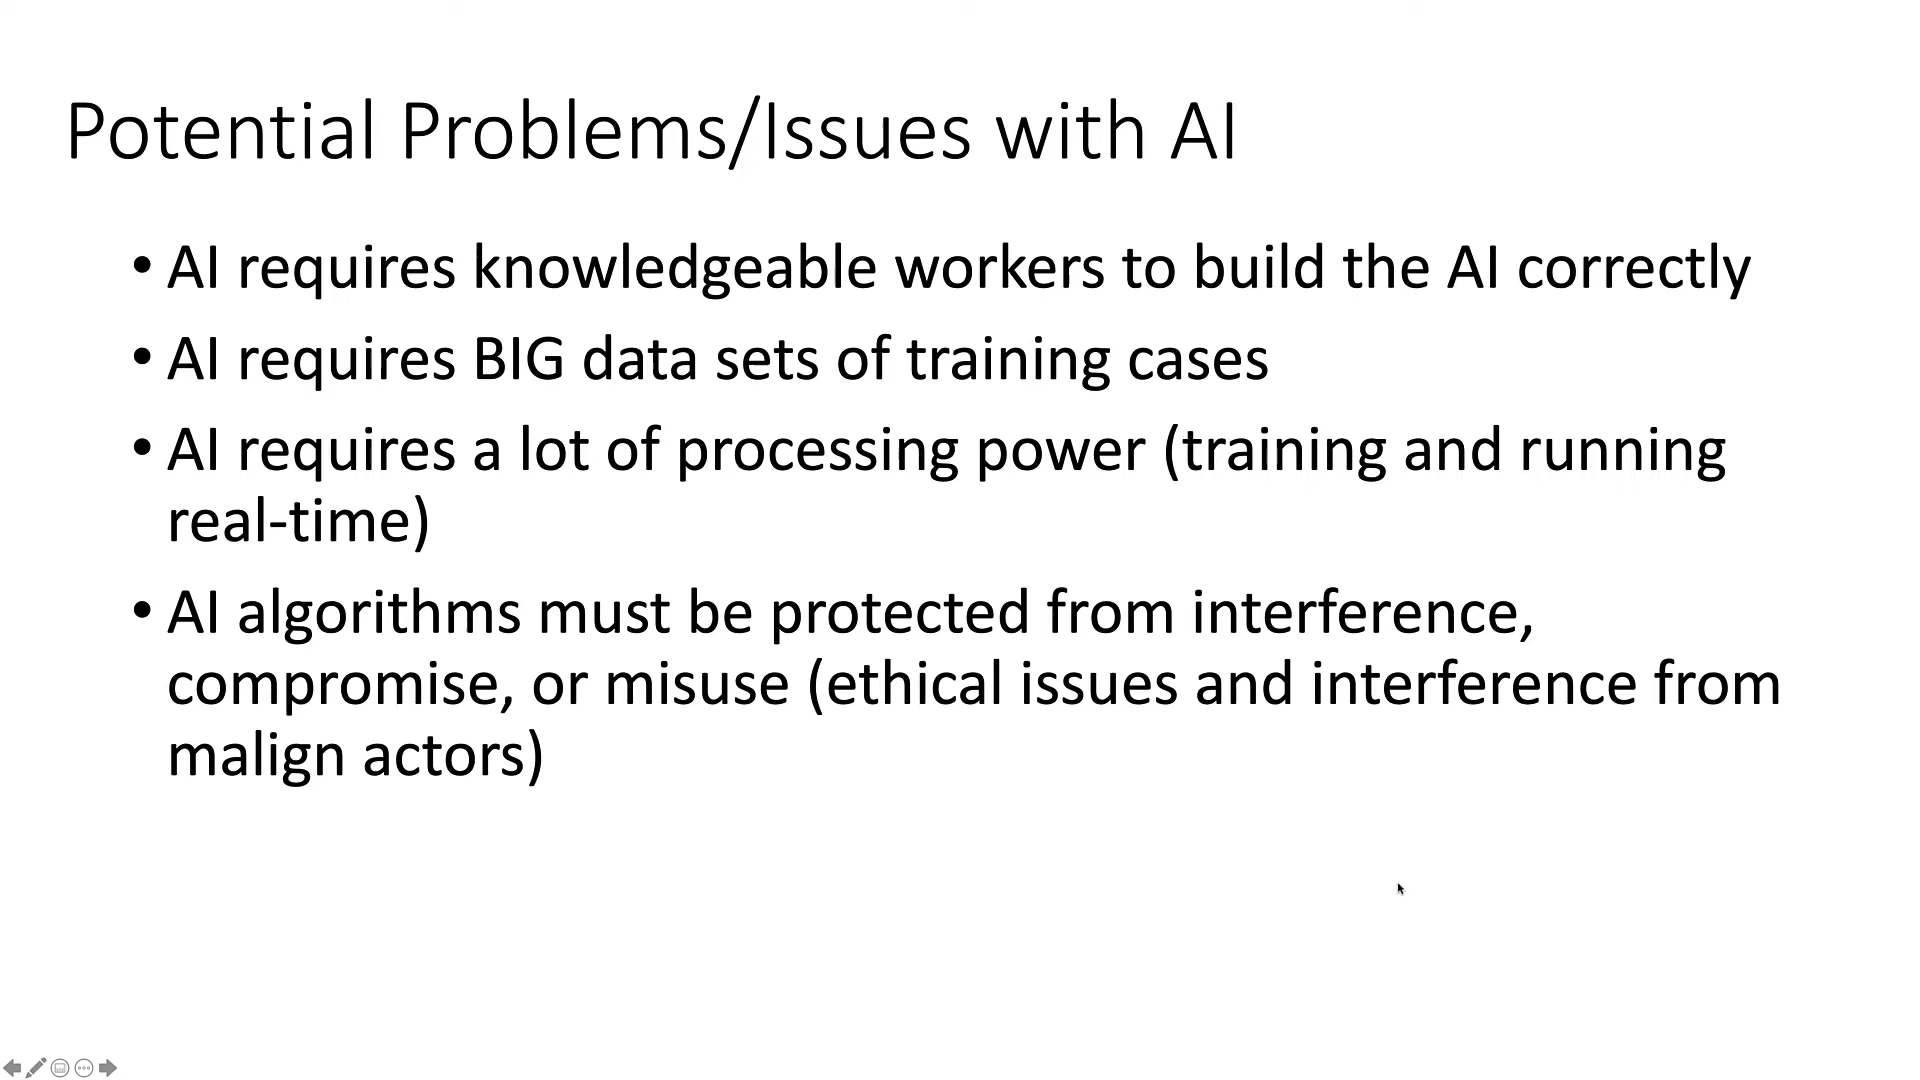 Potential Problems/Issues with AI
• AI requires knowledgeable workers to build the AI correctly
• AI requires BIG data sets of training cases
• AI requires a lot of processing power (training and running
real-time)
• AI algorithms must be protected from interference,
compromise, or misuse (ethical issues and interference from
malign actors)